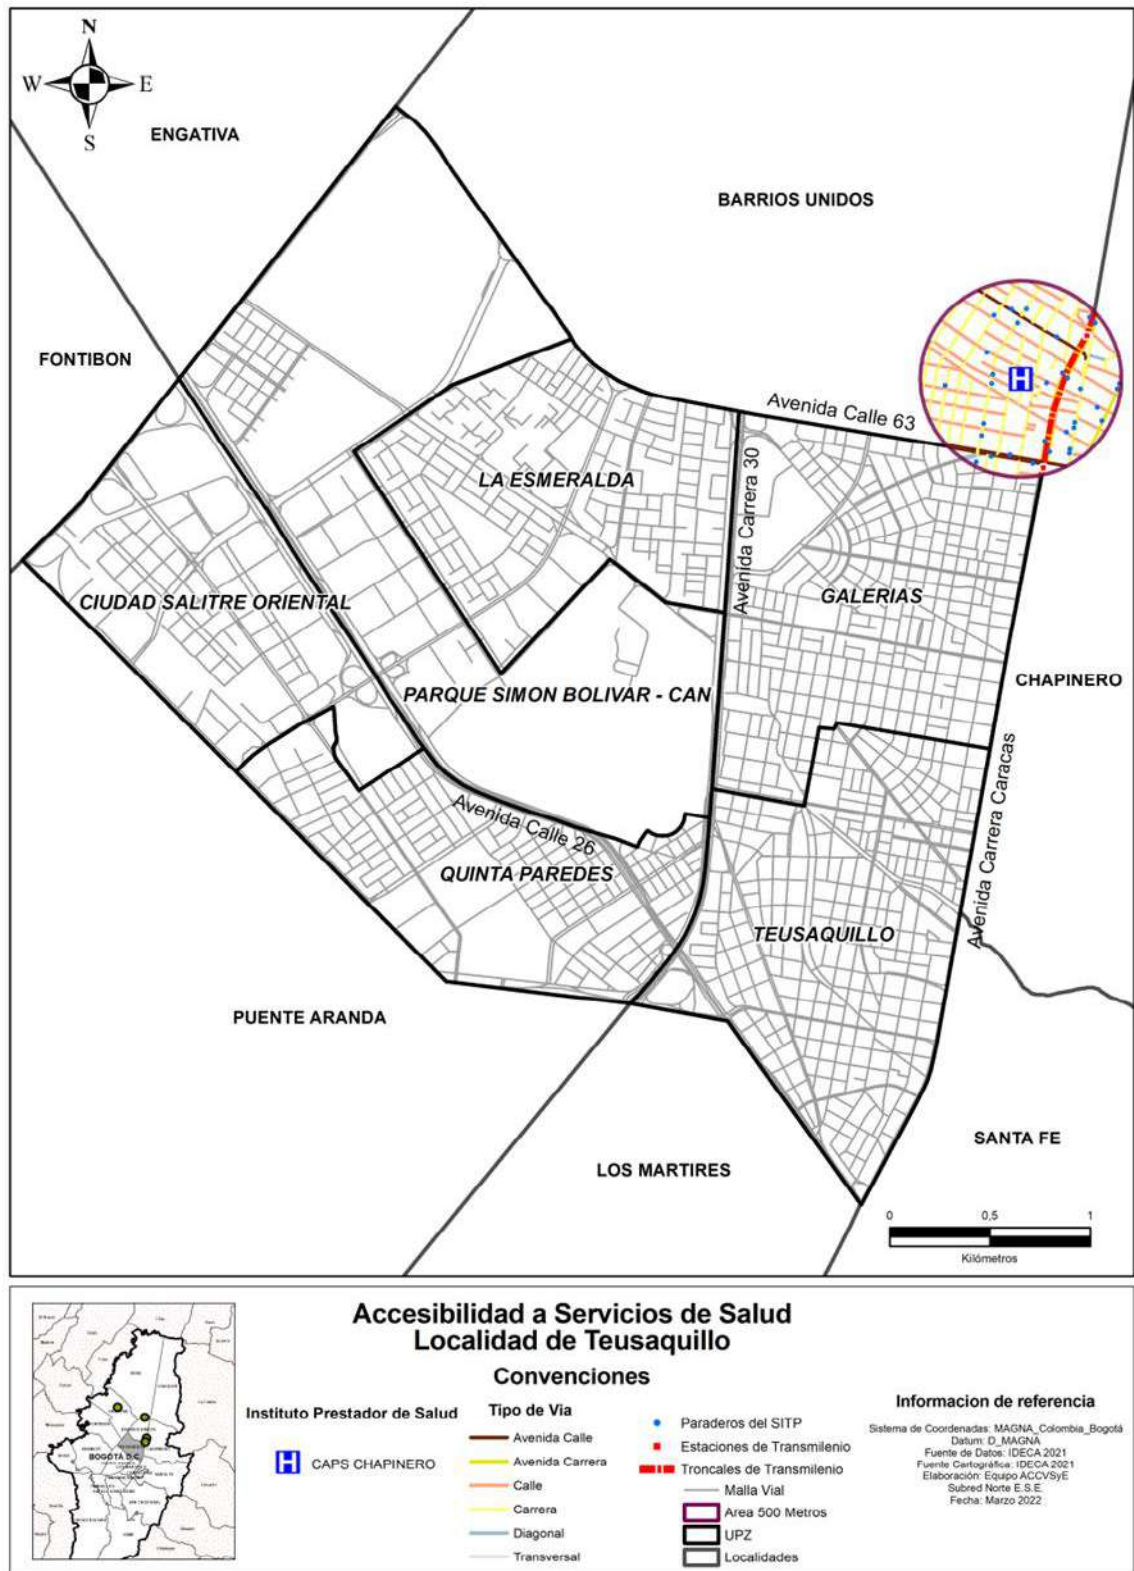 N
W E
S
ENGATIVA
BARRIOS UNIDOS
FONTIBON
Avenida Calle 63
LA ESMERALDA
Avenida Carrera 30
CIUDAD SALITRE ORIENTAL
GALERIAS
PARQUE SIMON BOLIVAR - CAN
CHAPINERO
Avenida Carrera Caracas
Avenida Calle 26
QUINTA PAREDES
TEUSAQUILLO
PUENTE ARANDA
SANTA FE
LOS MARTIRES
0 0,5 1
Kilómetros
H
Accesibilidad a Servicios de Salud
Localidad de Teusaquillo
Convenciones
Instituto Prestador de Salud
H CAPS CHAPINERO
Tipo de Via
Avenida Calle
Avenida Carrera
Calle
Carrera
Diagonal
Transversal
Paraderos del SITP
Estaciones de Transmilenio
Troncales de Transmilenio
Malla Vial
Area 500 Metros
UPZ
Localidades
Informacion de referencia
Sistema de Coordenadas: MAGNA_Colombia_Bogotá
Datum: D_MAGNA
Fuente de Datos: IDECA 2021
Fuente Cartográfica: IDECA 2021
Elaboración: Equipo ACCVSyE
Subred Norte E.S.E.
Fecha: Marzo 2022
BOGOTÁ D.C.